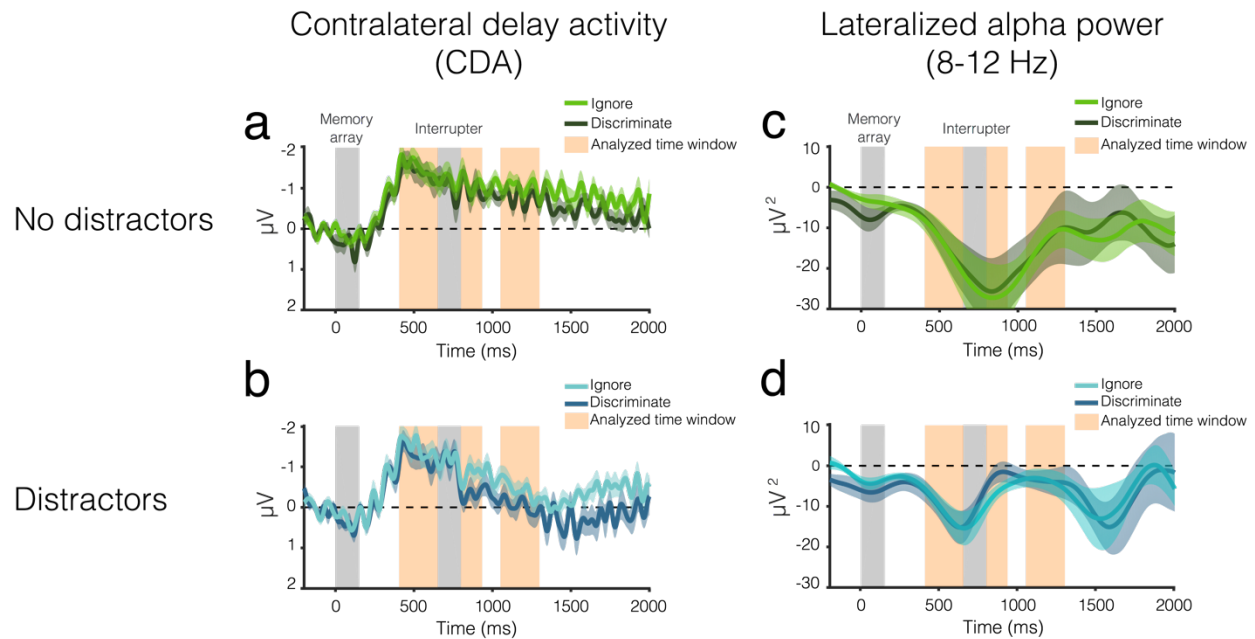 Contralateral delay activity
(CDA)
Lateralized alpha power
(8-12 Hz)
No distractors
Distractors
a
Memory
array
Interrupter
Ignore
Discriminate
Analyzed time window
-2
-1
0
1
2
µV
0
500
1000
1500
2000
Time (ms)
c
Memory
array
Interrupter
Ignore
Discriminate
Analyzed time window
10
0
-10
-20
-30
µV²
0
500
1000
1500
2000
Time (ms)
b
Ignore
Discriminate
Analyzed time window
-2
-1
0
1
2
µV
0
500
1000
1500
2000
Time (ms)
d
Ignore
Discriminate
Analyzed time window
10
0
-10
-20
-30
µV²
0
500
1000
1500
2000
Time (ms)